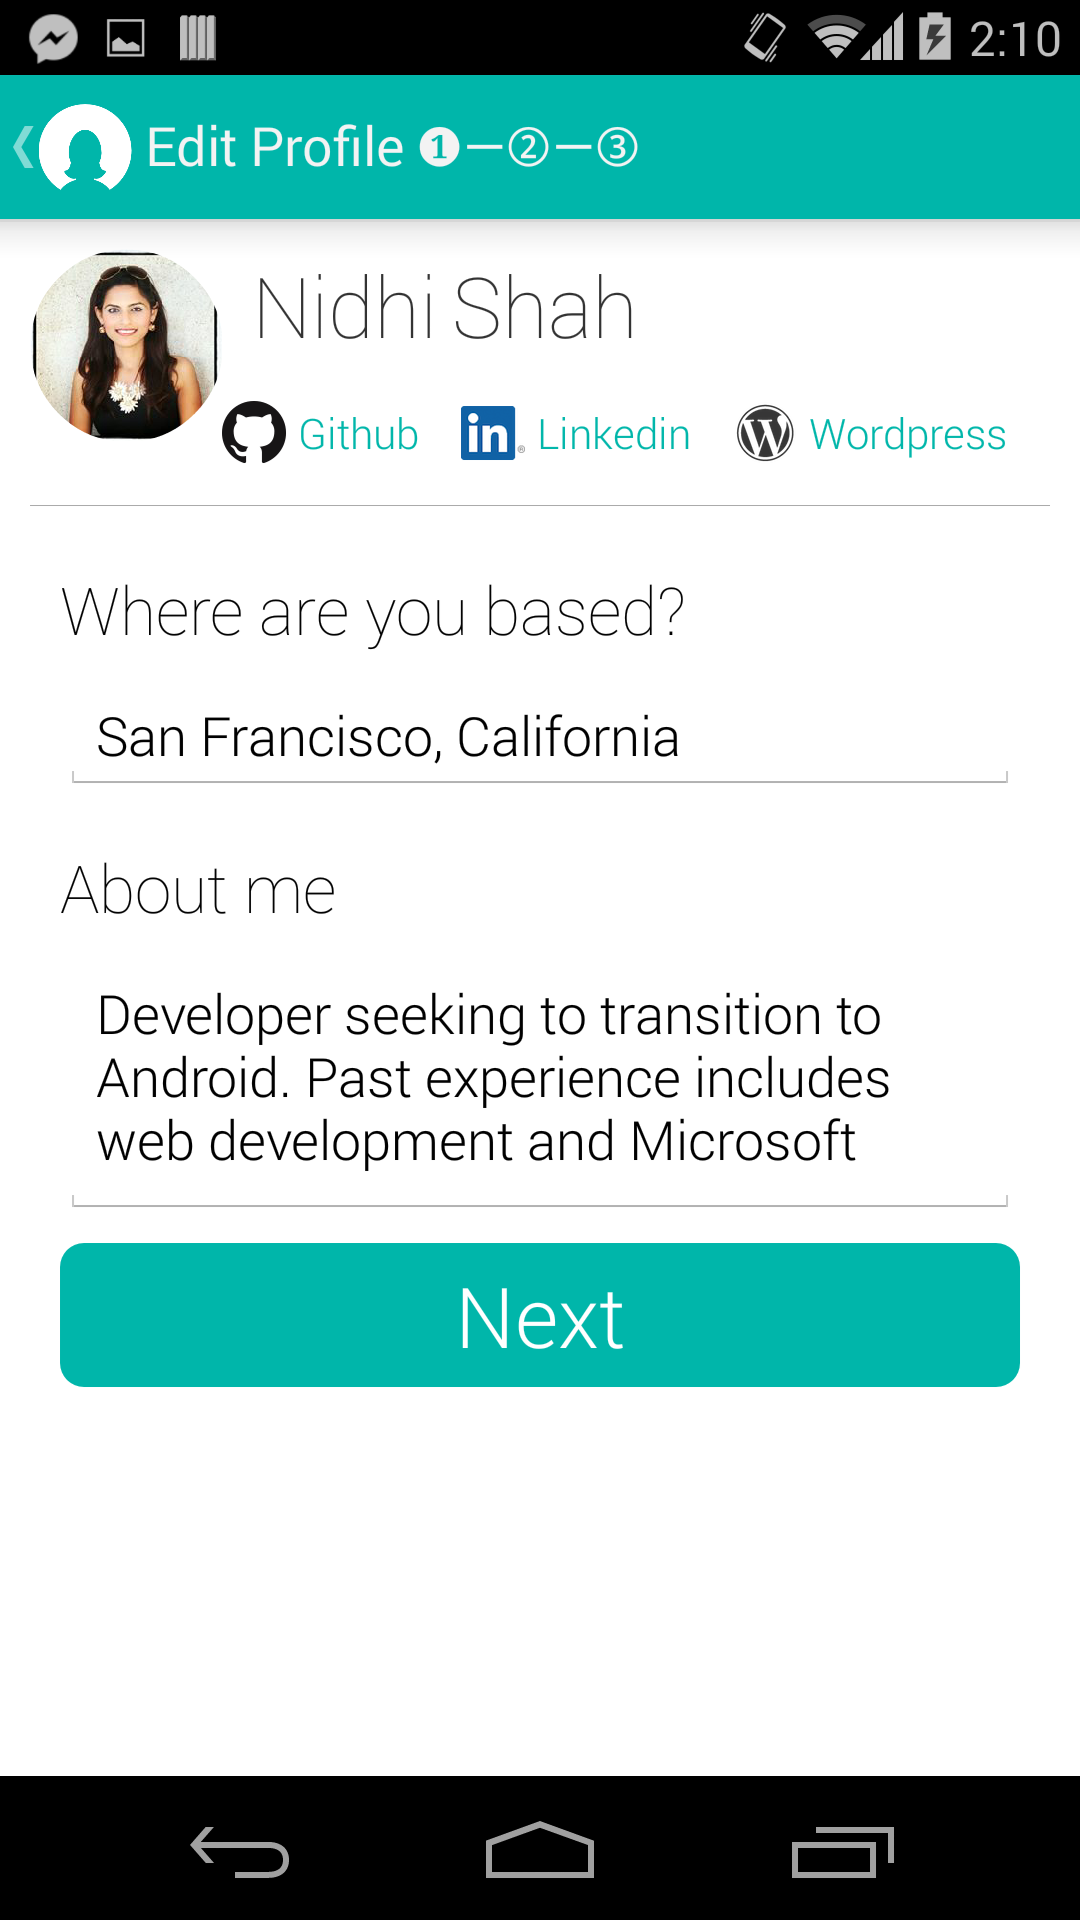 2:10
Edit Profile ❶—②—③
Nidhi Shah
Github in® Linkedin W Wordpress
Where are you based?
San Francisco, California
About me
Developer seeking to transition to
Android. Past experience includes
web development and Microsoft
Next